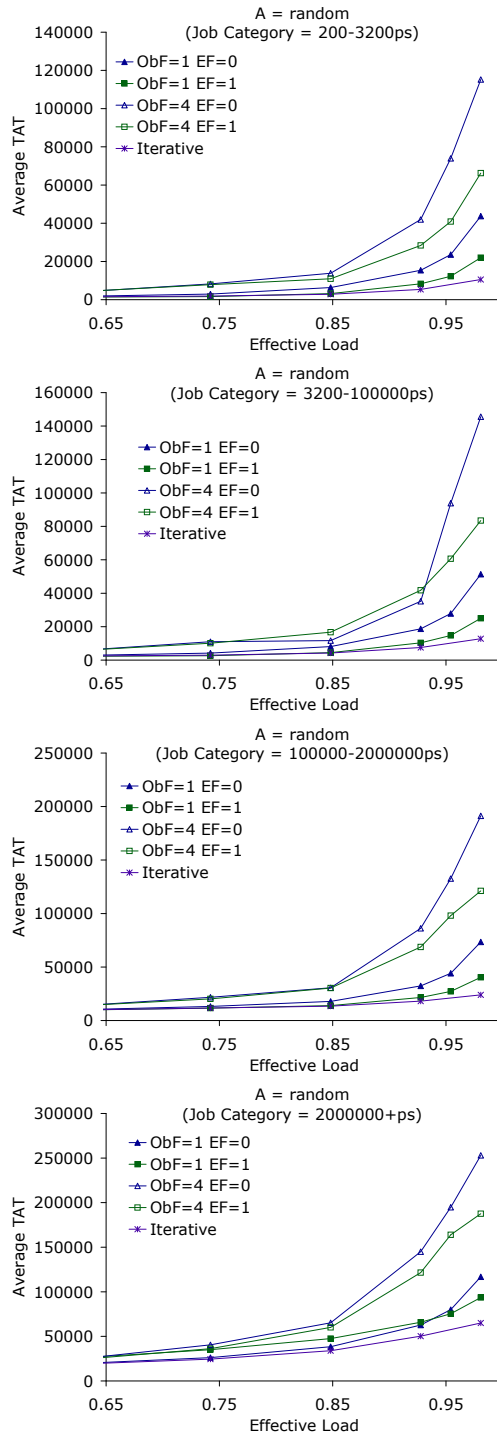 A = random
(Job Category = 200-3200ps)
140000
120000
100000
80000
60000
40000
20000
0
Average TAT
ObF=1 EF=0
ObF=1 EF=1
ObF=4 EF=0
ObF=4 EF=1
Iterative
0.65 0.75 0.85 0.95
Effective Load
A = random
(Job Category = 3200-100000ps)
160000
140000
120000
100000
80000
60000
40000
20000
0
Average TAT
ObF=1 EF=0
ObF=1 EF=1
ObF=4 EF=0
ObF=4 EF=1
Iterative
0.65 0.75 0.85 0.95
Effective Load
A = random
(Job Category = 100000-2000000ps)
250000
200000
150000
100000
50000
0
Average TAT
ObF=1 EF=0
ObF=1 EF=1
ObF=4 EF=0
ObF=4 EF=1
Iterative
0.65 0.75 0.85 0.95
Effective Load
A = random
(Job Category = 2000000+ps)
300000
250000
200000
150000
100000
50000
0
Average TAT
ObF=1 EF=0
ObF=1 EF=1
ObF=4 EF=0
ObF=4 EF=1
Iterative
0.65 0.75 0.85 0.95
Effective Load